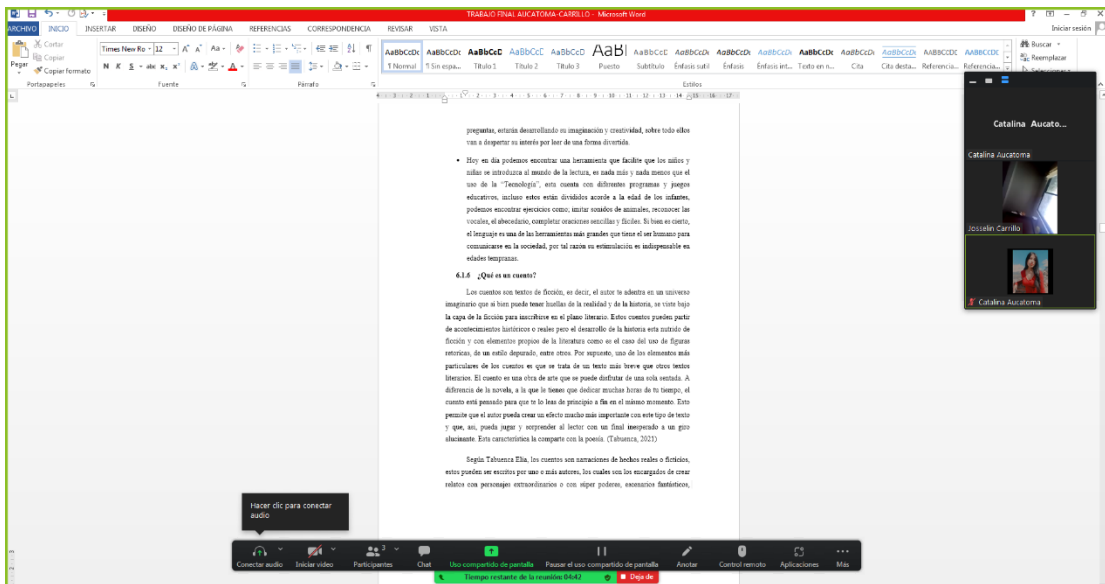 TRABAJO FINAL AUCATOMA-CARRILLO - Microsoft Word
ARCHIVO INICIO INSERTAR DISEÑO DISEÑO DE PÁGINA REFERENCIAS CORRESPONDENCIA REVISAR VISTA Iniciar sesión
Pegar
Cortar
Copiar
Copiar formato
Portapapeles
Times New Ro 12
N K S abc x₂ x²
Fuente
Párrafo
AaBbCcDc AaBbCcDc AaBbCcC AaBbCcC AaBbCcD AaB AaBbCcC AaBbCcDc AaBbCcDc AaBbCcDc AaBbCcDc AaBbCcDc AaBbCcDc AaBbCcDc AaBbCcDc
¶ Normal ¶ Sin espa... Título 1 Título 2 Título 3 Puesto Subtítulo Énfasis sutil Énfasis Énfasis int... Texto en n... Cita Cita desta... Referencia... Referencia...
Estilos
Buscar
Reemplazar
Seleccionar
preguntas, estarán desarrollando su imaginación y creatividad, sobre todo ellos
van a despertar su interés por leer de una forma divertida.
• Hoy en día podemos encontrar una herramienta que facilite que los niños y
niñas se introduzca al mundo de la lectura, es nada más y nada menos que el
uso de la “Tecnología”, esta cuenta con diferentes programas y juegos
educativos, incluso estos están divididos acorde a la edad de los infantes,
podemos encontrar ejercicios como; imitar sonidos de animales, reconocer las
vocales, el abecedario, completar oraciones sencillas y fáciles. Si bien es cierto,
el lenguaje es una de las herramientas más grandes que tiene el ser humano para
comunicarse en la sociedad, por tal razón su estimulación es indispensable en
edades tempranas.
6.1.6 ¿Qué es un cuento?
Los cuentos son textos de ficción, es decir, el autor te adentra en un universo
imaginario que si bien puede tener huellas de la realidad y de la historia, se viste bajo
la capa de la ficción para inscribirse en el plano literario. Estos cuentos pueden partir
de acontecimientos históricos o reales pero el desarrollo de la historia esta nutrido de
ficción y con elementos propios de la literatura como es el caso del uso de figuras
retoricas, de un estilo depurado, entre otros. Por supuesto, uno de los elementos más
particulares de los cuentos es que se trata de un texto más breve que otros textos
literarios. El cuento es una obra de arte que se puede disfrutar de una sola sentada. A
diferencia de la novela, a la que le tienes que dedicar muchas horas de tu tiempo, el
cuento está pensado para que te lo leas de principio a fin en el mismo momento. Esto
permite que el autor pueda crear un efecto mucho más importante con este tipo de texto
y que, así, pueda jugar y sorprender al lector con un final inesperado a un giro
alucinante. Esta característica la comparte con la poesía. (Tabuenca, 2021)
Según Tabuenca Elia, los cuentos son narraciones de hechos reales o ficticios,
estos pueden ser escritos por uno o más autores, los cuales son los encargados de crear
relatos con personajes extraordinarios o con súper poderes, escenarios fantásticos,
Catalina Aucato...
Catalina Aucatoma
Josselin Carrillo
Catalina Aucatoma
Hacer clic para conectar
audio
Conectar audio Iniciar video Participantes 3 Chat Uso compartido de pantalla Pausar el uso compartido de pantalla Anotar Control remoto Aplicaciones Más
Tiempo restante de la reunión: 04:42 Deja de